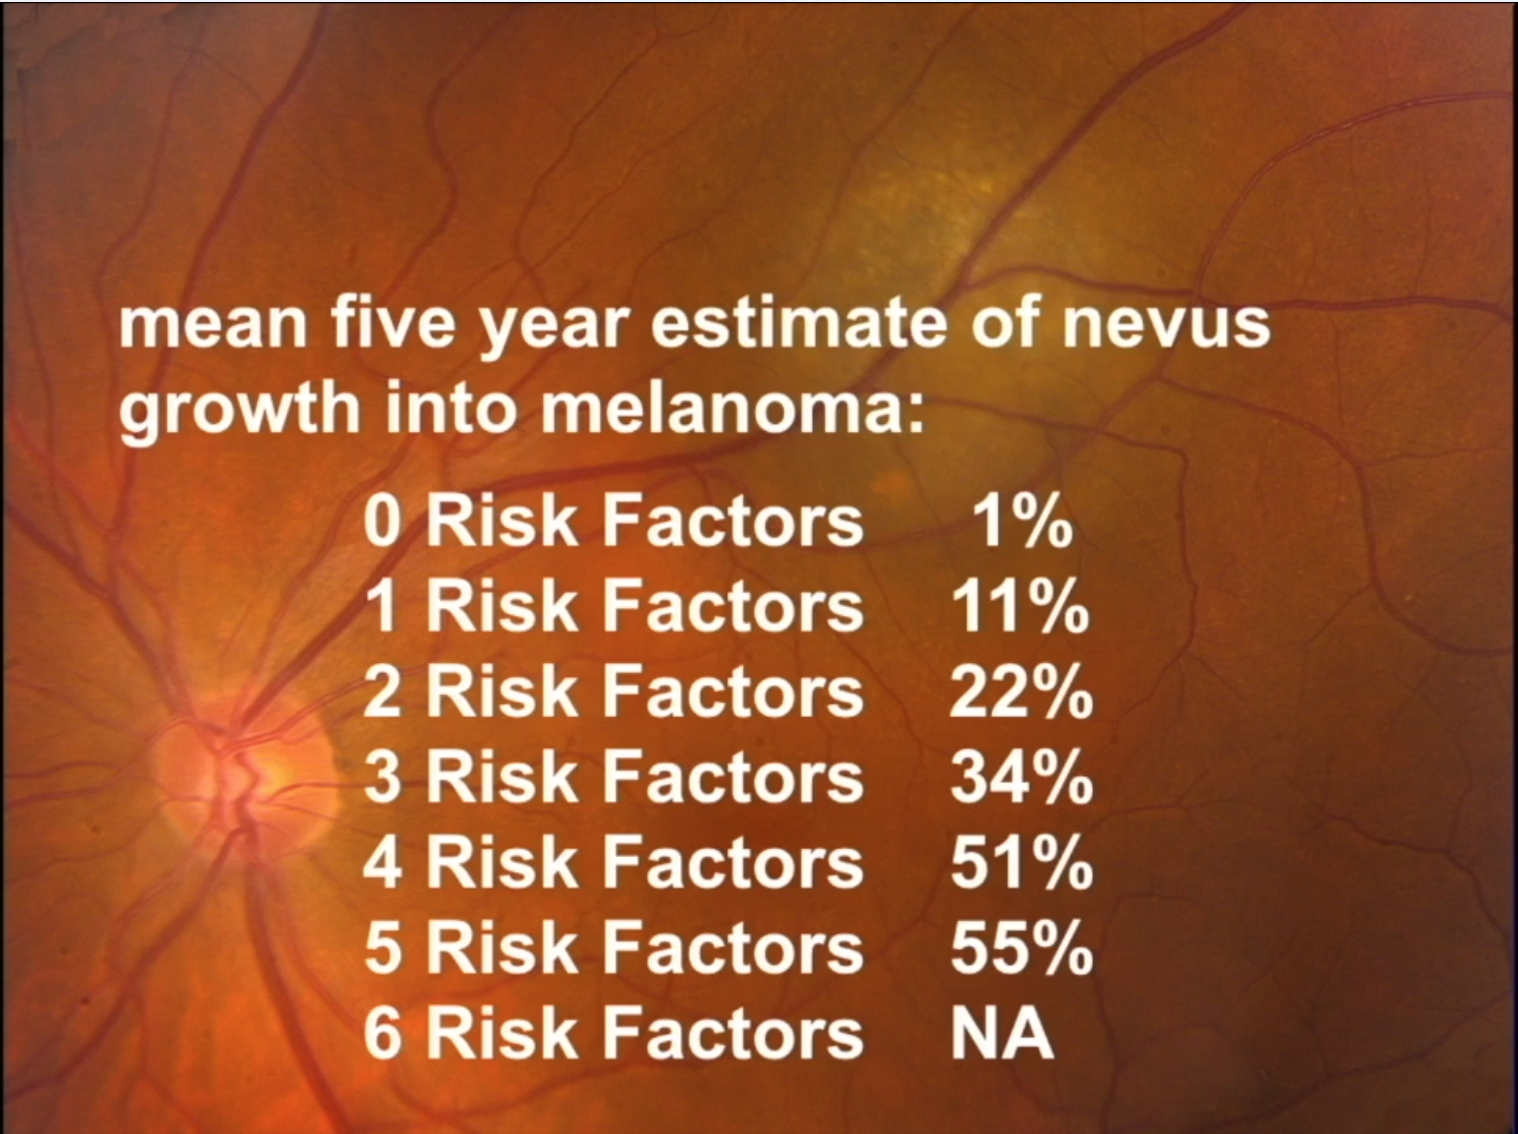 mean five year estimate of nevus
growth into melanoma:
0 Risk Factors 1%
1 Risk Factors 11%
2 Risk Factors 22%
3 Risk Factors 34%
4 Risk Factors 51%
5 Risk Factors 55%
6 Risk Factors NA